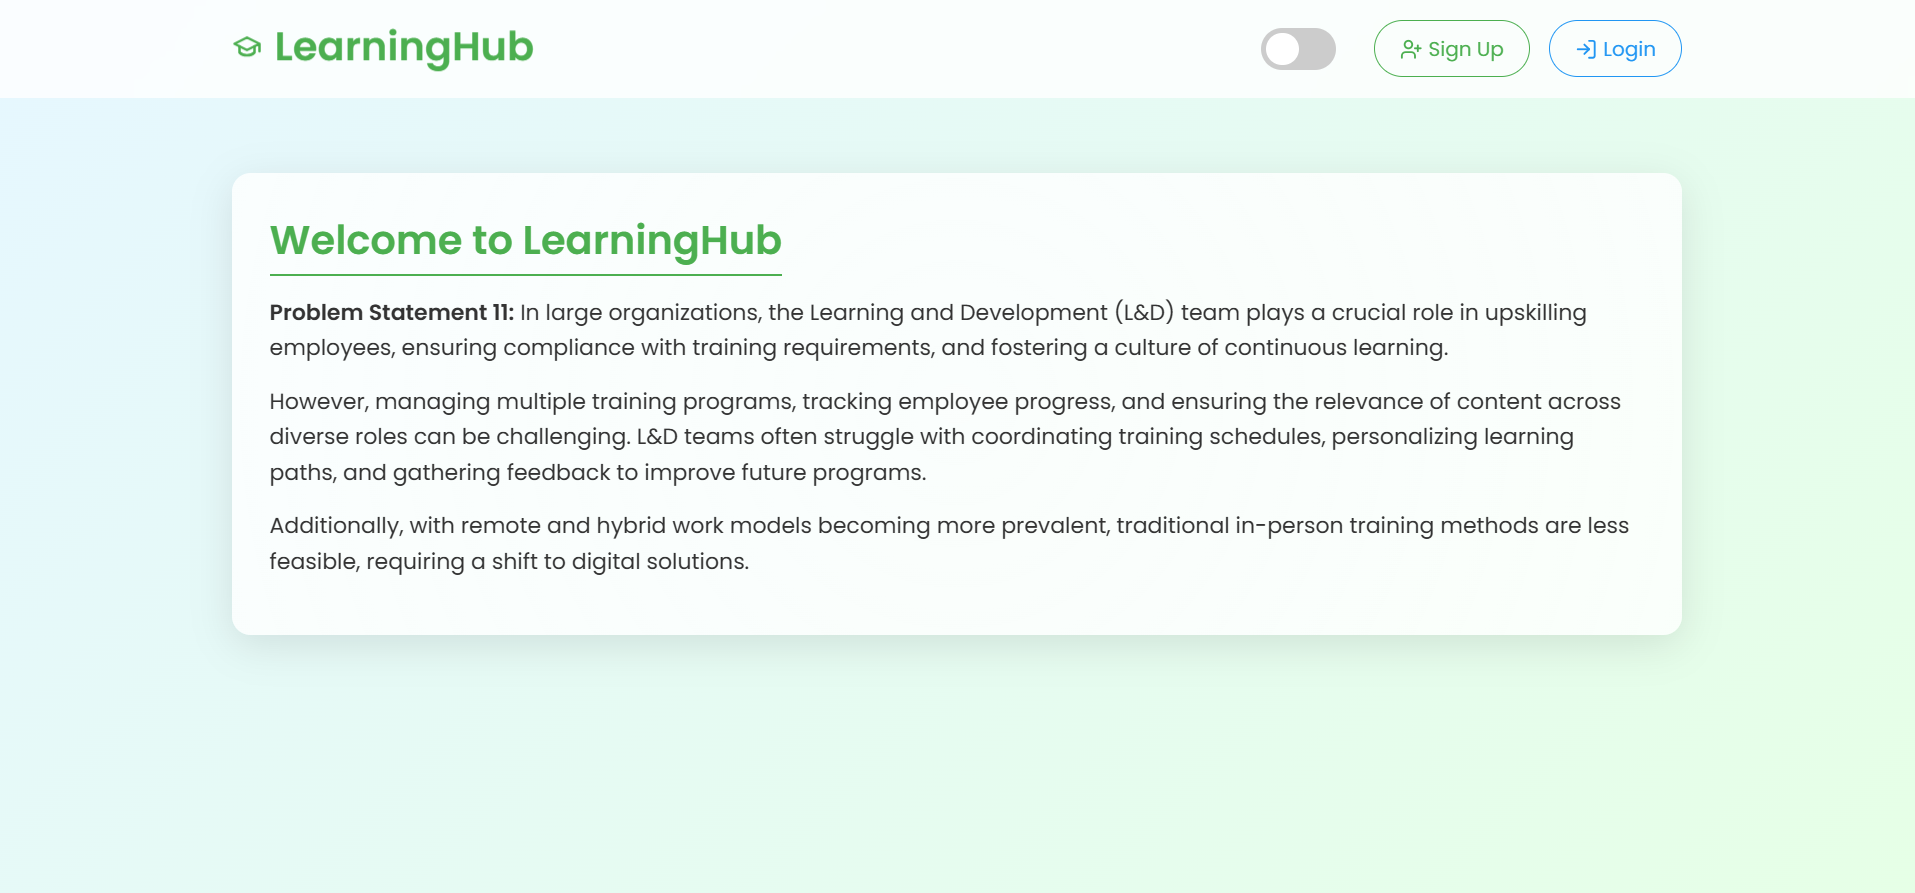 LearningHub
Sign Up
Login
Welcome to LearningHub
Problem Statement 11: In large organizations, the Learning and Development (L&D) team plays a crucial role in upskilling
employees, ensuring compliance with training requirements, and fostering a culture of continuous learning.
However, managing multiple training programs, tracking employee progress, and ensuring the relevance of content across
diverse roles can be challenging. L&D teams often struggle with coordinating training schedules, personalizing learning
paths, and gathering feedback to improve future programs.
Additionally, with remote and hybrid work models becoming more prevalent, traditional in-person training methods are less
feasible, requiring a shift to digital solutions.